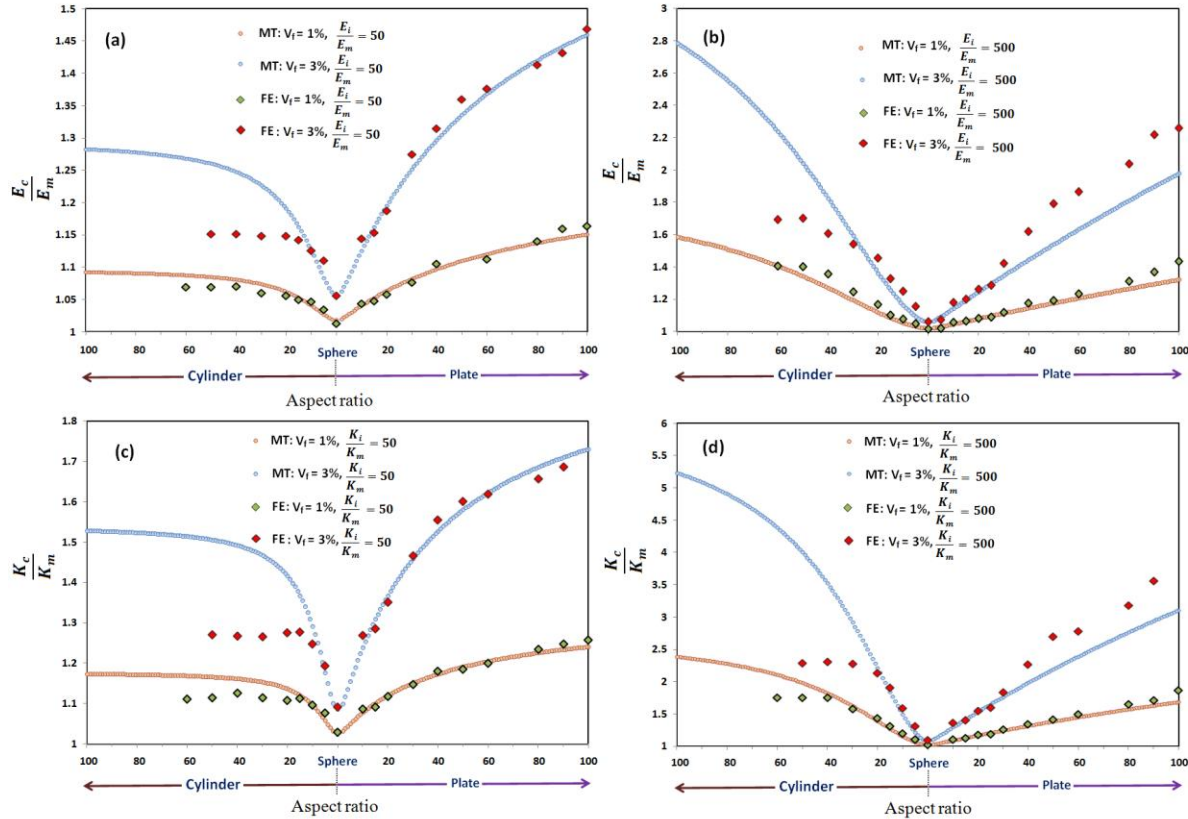 (a)
MT: V_f = 1%, E_i/E_m = 50
MT: V_f = 3%, E_i/E_m = 50
FE: V_f = 1%, E_i/E_m = 50
FE : V_f = 3%, E_i/E_m = 50
1.5
1.45
1.4
1.35
1.3
1.25
1.2
1.15
1.1
1.05
1
E_c/E_m
100 80 60 40 20 Sphere 20 40 60 80 100
Cylinder Plate
Aspect ratio
(b)
MT: V_f = 1%, E_i/E_m = 500
MT: V_f = 3%, E_i/E_m = 500
FE: V_f = 1%, E_i/E_m = 500
FE : V_f = 3%, E_i/E_m = 500
3
2.8
2.6
2.4
2.2
2
1.8
1.6
1.4
1.2
1
E_c/E_m
100 80 60 40 20 Sphere 20 40 60 80 100
Cylinder Plate
Aspect ratio
(c)
MT: V_f = 1%, K_i/K_m = 50
MT: V_f = 3%, K_i/K_m = 50
FE: V_f = 1%, K_i/K_m = 50
FE : V_f = 3%, K_i/K_m = 50
1.8
1.7
1.6
1.5
1.4
1.3
1.2
1.1
1
K_c/K_m
100 80 60 40 20 Sphere 20 40 60 80 100
Cylinder Plate
Aspect ratio
(d)
MT: V_f = 1%, K_i/K_m = 500
MT: V_f = 3%, K_i/K_m = 500
FE: V_f = 1%, K_i/K_m = 500
FE : V_f = 3%, K_i/K_m = 500
6
5.5
5
4.5
4
3.5
3
2.5
2
1.5
1
K_c/K_m
100 80 60 40 20 Sphere 20 40 60 80 100
Cylinder Plate
Aspect ratio